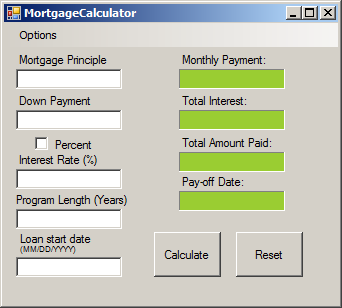 MortgageCalculator
Options
Mortgage Principle
Down Payment
Percent
Interest Rate (%)
Program Length (Years)
Loan start date
(MM/DD/YYYY)
Monthly Payment:
Total Interest:
Total Amount Paid:
Pay-off Date:
Calculate
Reset